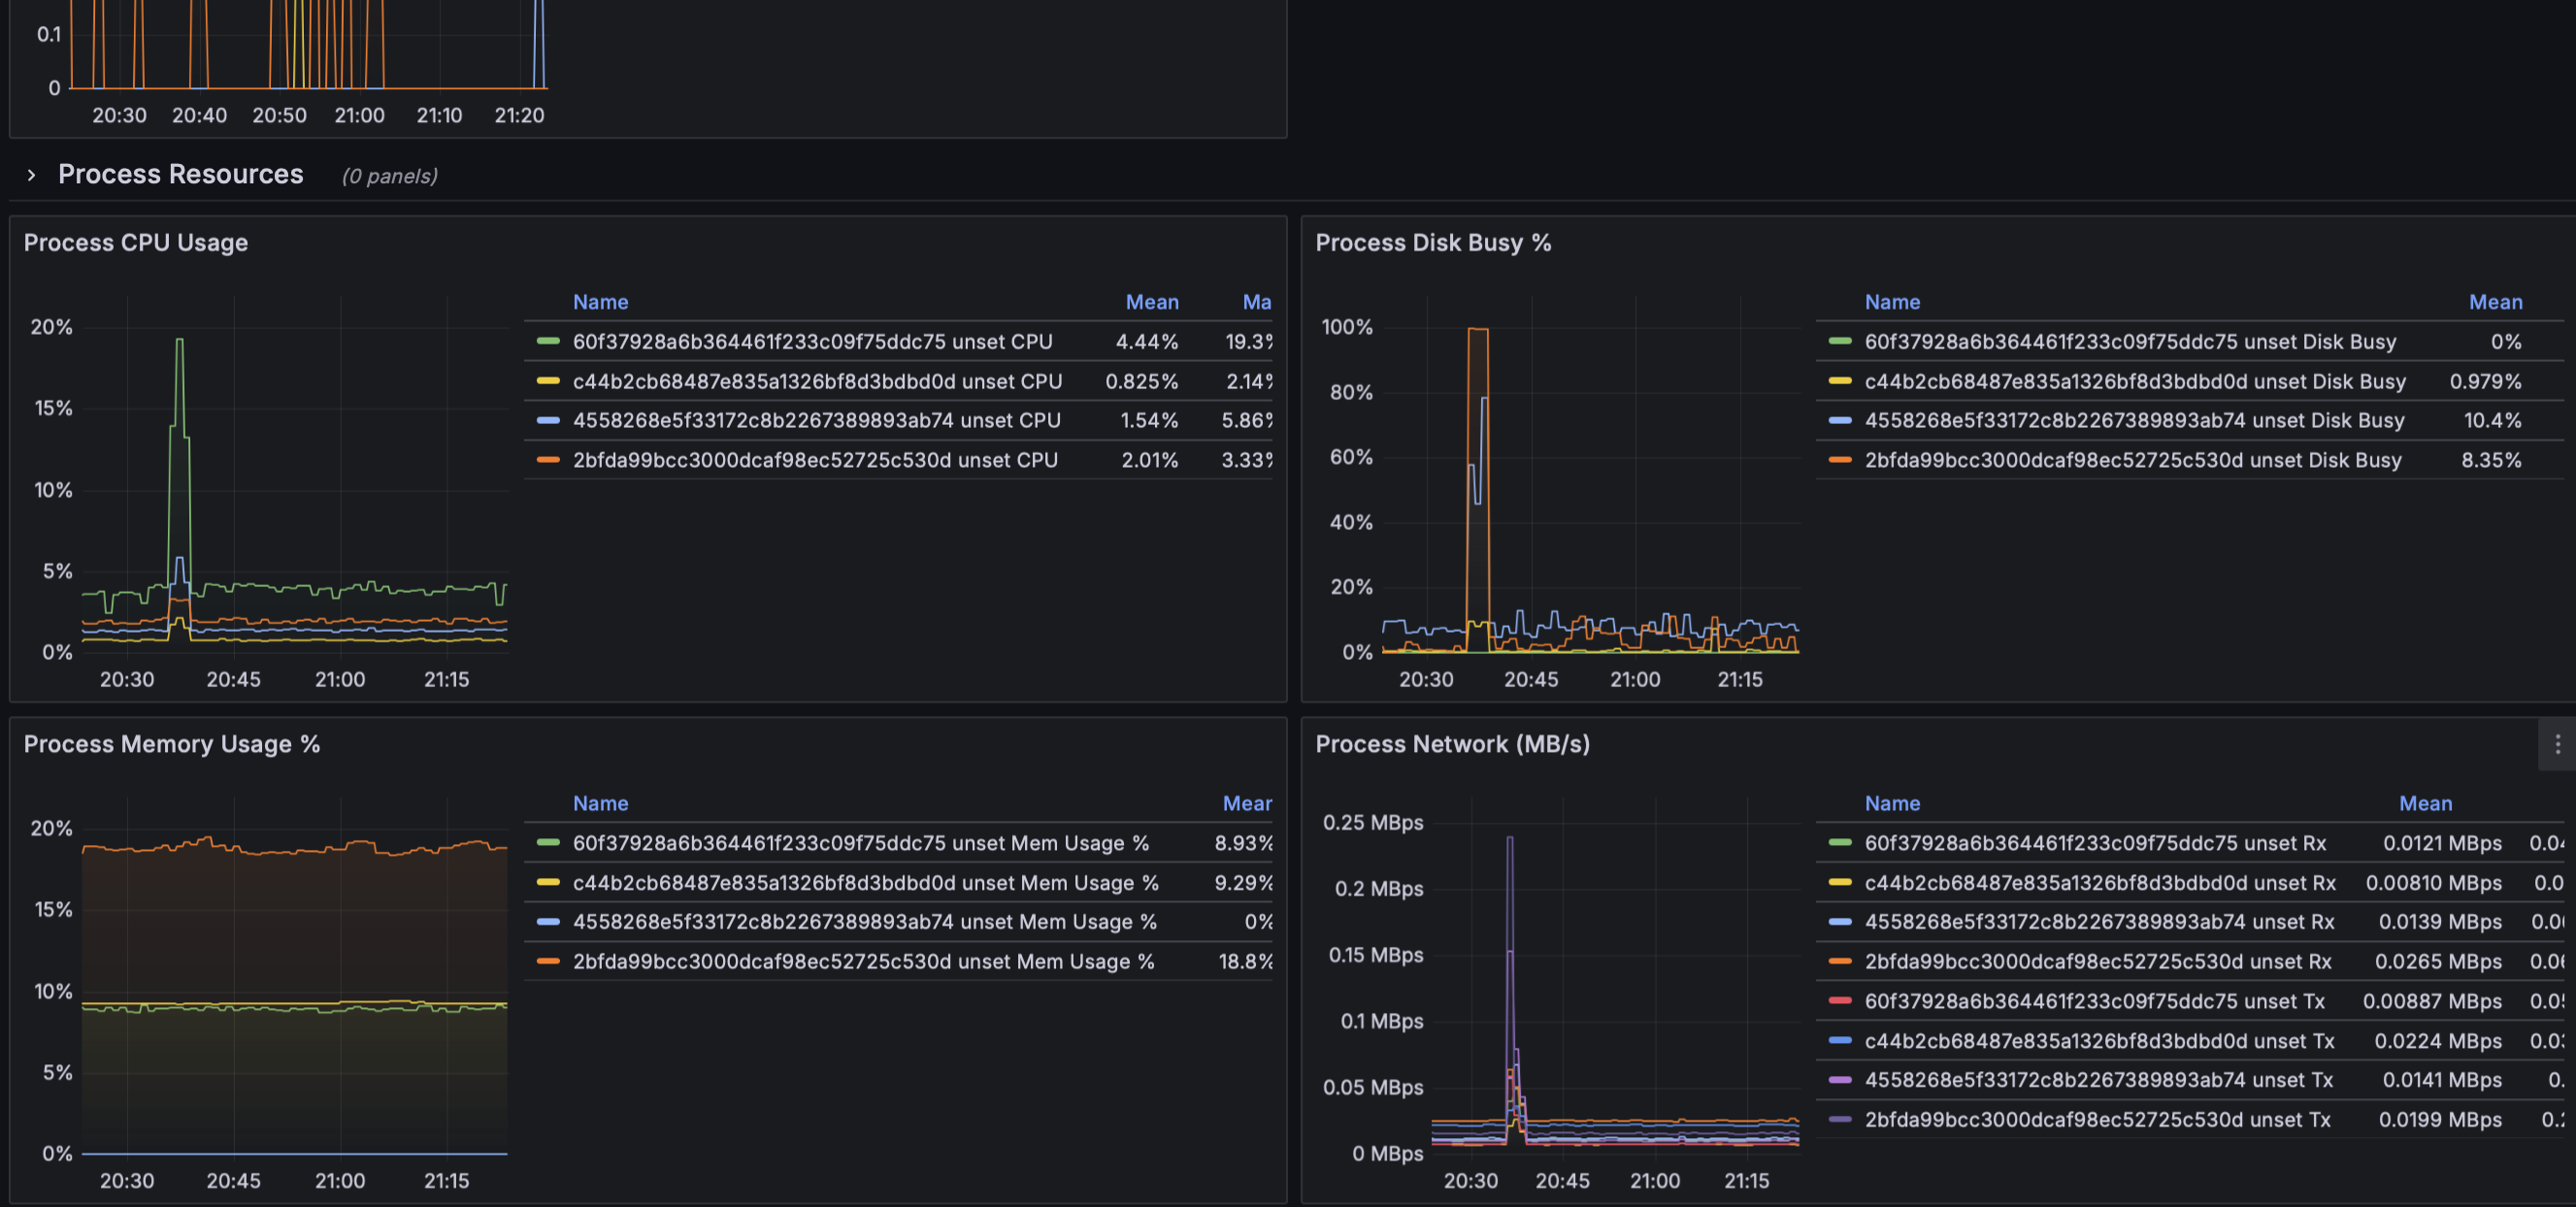 0.1
0
20:30 20:40 20:50 21:00 21:10 21:20
Process Resources (0 panels)
Process CPU Usage
Name Mean Ma
20%
15%
10%
5%
0%
20:30 20:45 21:00 21:15
60f37928a6b364461f233c09f75ddc75 unset CPU 4.44% 19.3%
c44b2cb68487e835a1326bf8d3bdbd0d unset CPU 0.825% 2.14%
4558268e5f33172c8b2267389893ab74 unset CPU 1.54% 5.86%
2bfda99bcc3000dcaf98ec52725c530d unset CPU 2.01% 3.33%
Process Disk Busy %
Name Mean
100%
80%
60%
40%
20%
0%
20:30 20:45 21:00 21:15
60f37928a6b364461f233c09f75ddc75 unset Disk Busy 0%
c44b2cb68487e835a1326bf8d3bdbd0d unset Disk Busy 0.979%
4558268e5f33172c8b2267389893ab74 unset Disk Busy 10.4%
2bfda99bcc3000dcaf98ec52725c530d unset Disk Busy 8.35%
Process Memory Usage %
Name Mean
20%
15%
10%
5%
0%
20:30 20:45 21:00 21:15
60f37928a6b364461f233c09f75ddc75 unset Mem Usage % 8.93%
c44b2cb68487e835a1326bf8d3bdbd0d unset Mem Usage % 9.29%
4558268e5f33172c8b2267389893ab74 unset Mem Usage % 0%
2bfda99bcc3000dcaf98ec52725c530d unset Mem Usage % 18.8%
Process Network (MB/s)
Name Mean
0.25 MBps
0.2 MBps
0.15 MBps
0.1 MBps
0.05 MBps
0 MBps
20:30 20:45 21:00 21:15
60f37928a6b364461f233c09f75ddc75 unset Rx 0.0121 MBps
c44b2cb68487e835a1326bf8d3bdbd0d unset Rx 0.00810 MBps 0.0
4558268e5f33172c8b2267389893ab74 unset Rx 0.0139 MBps
2bfda99bcc3000dcaf98ec52725c530d unset Rx 0.0265 MBps
60f37928a6b364461f233c09f75ddc75 unset Tx 0.00887 MBps
c44b2cb68487e835a1326bf8d3bdbd0d unset Tx 0.0224 MBps
4558268e5f33172c8b2267389893ab74 unset Tx 0.0141 MBps 0.
2bfda99bcc3000dcaf98ec52725c530d unset Tx 0.0199 MBps